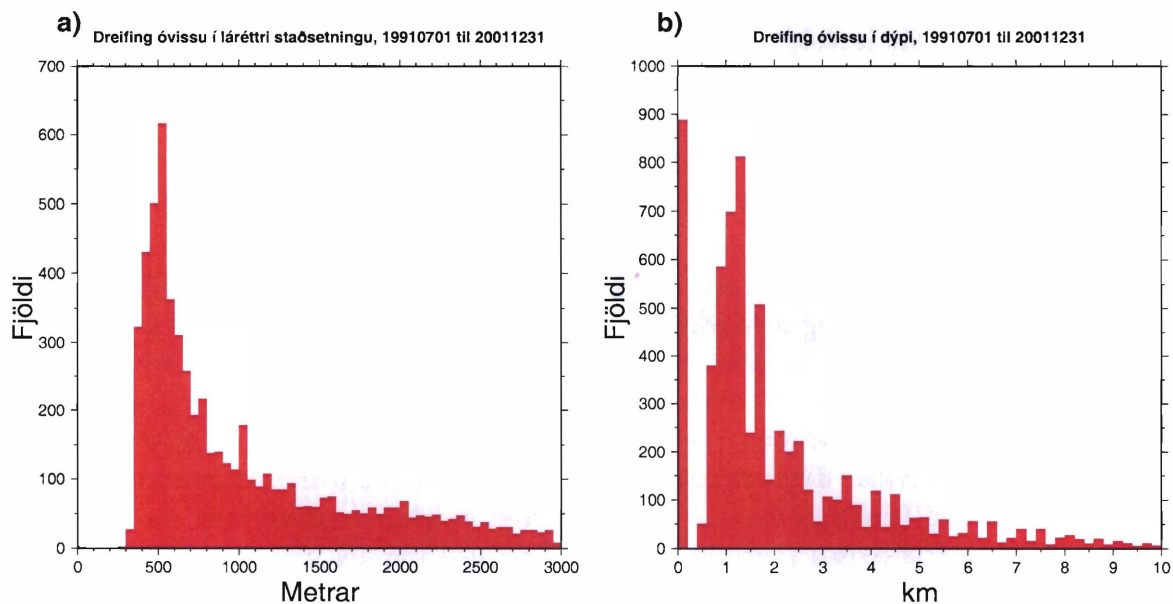 a)
Dreifing óvissu í láréttri staðsetningu, 19910701 til 20011231
700
600
500
400
300
200
100
0
Fjöldi
0 500 1000 1500 2000 2500 3000
Metrar
b)
Dreifing óvissu í dýpi, 19910701 til 20011231
1000
900
800
700
600
500
400
300
200
100
0
Fjöldi
0 1 2 3 4 5 6 7 8 9 10
km